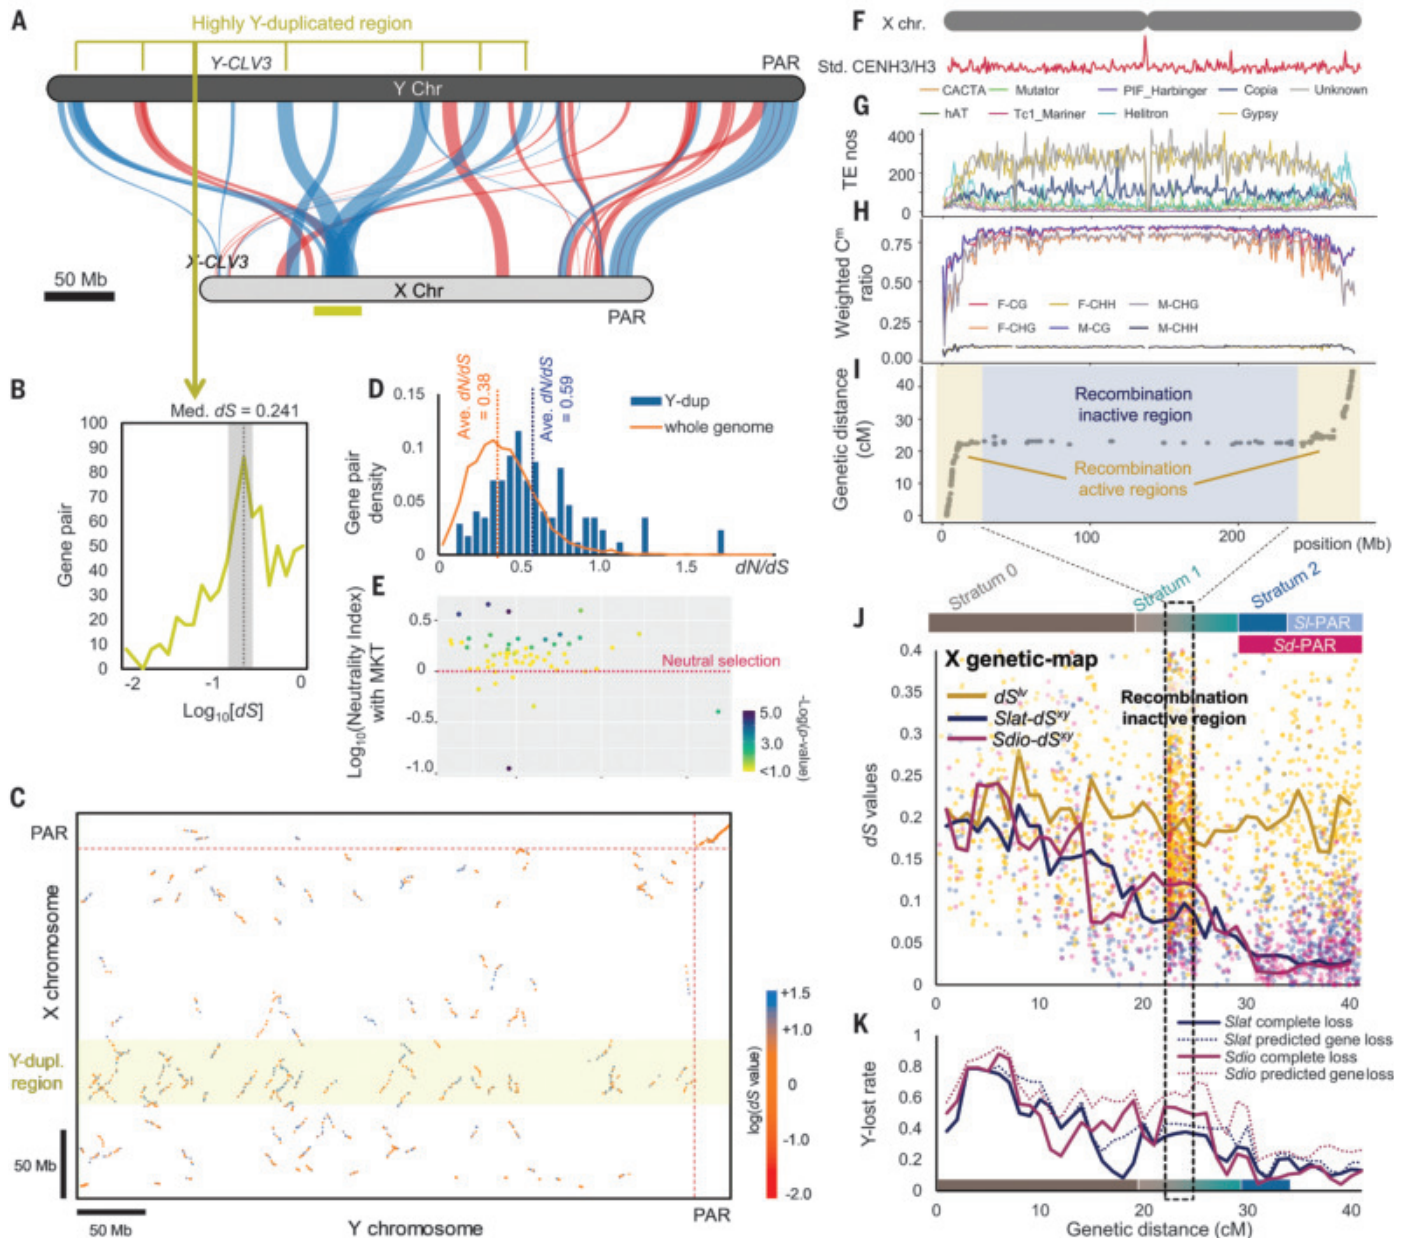 A
Highly Y-duplicated region
Y-CLV3
PAR
Y Chr
X-CLV3
50 Mb
X Chr
PAR
B
Med. dS = 0.241
100
90
80
70
60
50
40
30
20
10
0
Gene pair
-2
-1
0
Log10[dS]
D
Ave. dN/dS
= 0.38
Ave. dN/dS
= 0.59
Y-dup
whole genome
0.15
0.1
0.05
0
Gene pair
density
0
0.5
1.0
1.5
dN/dS
E
Log10(Neutrality Index)
with MKT
0.5
0
-0.5
-1.0
Neutral selection
5.0
3.0
<1.0
-Log(p-value)
C
PAR
X chromosome
Y-dupl.
region
50 Mb
50 Mb
Y chromosome
PAR
+1.5
+1.0
0
-1.0
-2.0
log(dS value)
F
X chr.
Std. CENH3/H3
G
CACTA
Mutator
PIF_Harbinger
Copia
Unknown
hAT
Tc1_Mariner
Helitron
Gypsy
TE nos
400
200
0
H
Weighted Cm
ratio
0.75
0.50
0.25
0.00
F-CG
F-CHH
M-CHG
F-CHG
M-CG
M-CHH
I
Genetic distance
(cM)
40
30
20
10
0
Recombination
inactive region
Recombination
active regions
0
100
200
position (Mb)
Stratum 0
Stratum 1
Stratum 2
J
Sl-PAR
Sd-PAR
X genetic-map
dSlv
Slat-dSxy
Sdio-dSxy
Recombination
inactive region
dS values
0.4
0.35
0.3
0.25
0.2
0.15
0.1
0.05
0
0
10
20
30
40
K
Slat complete loss
Slat predicted gene loss
Sdio complete loss
Sdio predicted gene loss
Y-lost rate
1
0.8
0.6
0.4
0.2
0
0
10
20
30
40
Genetic distance (cM)